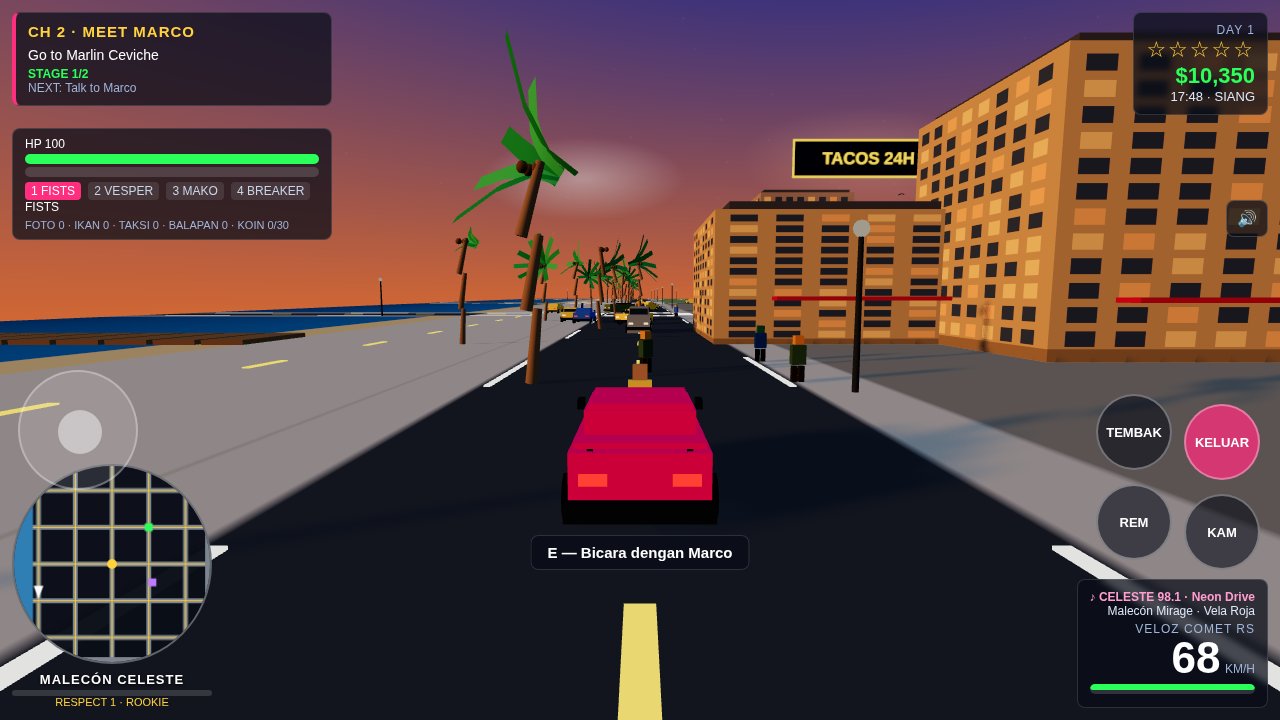 CH 2 · MEET MARCO
Go to Marlin Ceviche
STAGE 1/2
NEXT: Talk to Marco
HP 100
1 FISTS 2 VESPER 3 MAKO 4 BREAKER
FISTS
FOTO 0 · IKAN 0 · TAKSI 0 · BALAPAN 0 · KOIN 0/30
TACOS 24H
DAY 1
☆☆☆☆☆
$10,350
17:48 · SIANG
TEMBAK
KELUAR
REM
KAM
E — Bicara dengan Marco
MALECÓN CELESTE
RESPECT 1 · ROOKIE
♪ CELESTE 98.1 · Neon Drive
Malecón Mirage · Vela Roja
VELOZ COMET RS
68 KM/H